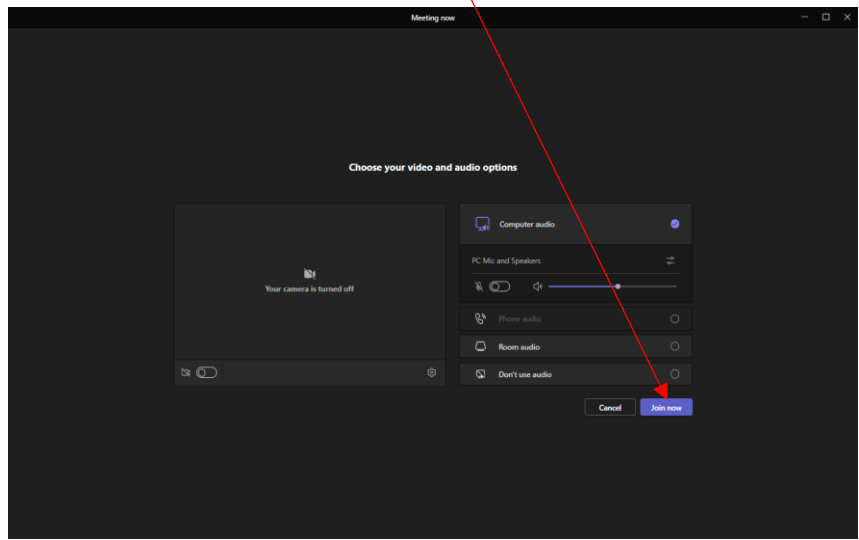 Meeting now
Choose your video and audio options
Your camera is turned off
Computer audio
PC Mic and Speakers
Phone audio
Room audio
Don't use audio
Cancel
Join now